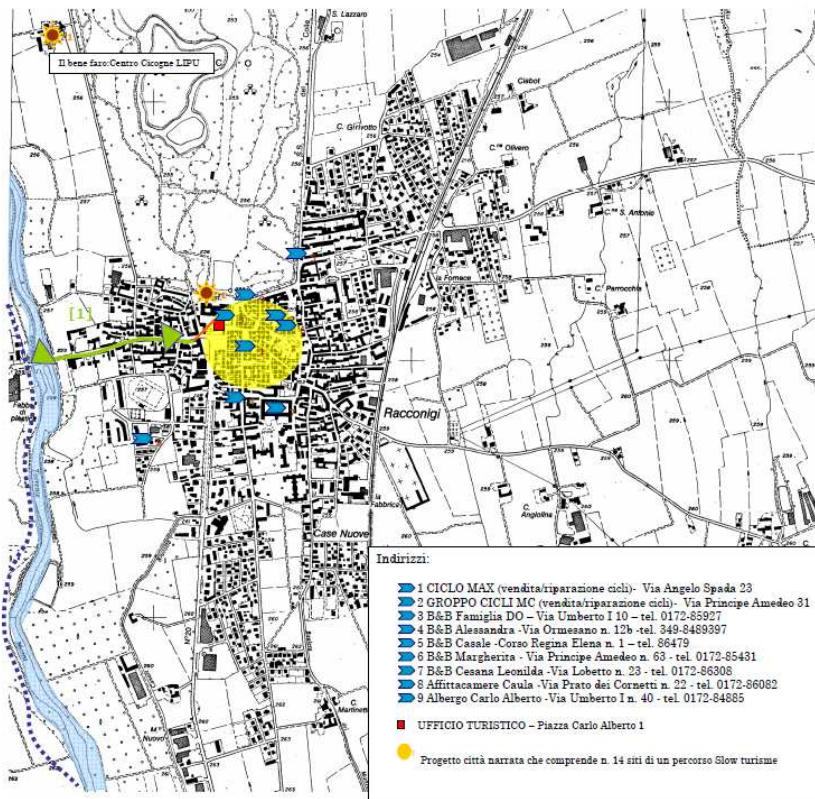 S. Lazzaro
Il bene faro:Centro Cicogne LIPU
Ciabot
C. Girivotto
C.na Olivero
C.na S. Antonio
la Fornace
C. Parrocchia
[1]
Racconigi
la Fabbrica
C. Angiolina
Case Nuove
N°20
C. Martinetti
M.o Nuovo
Indirizzi:
1 CICLO MAX (vendita/riparazione cicli)- Via Angelo Spada 23
2 GROPPO CICLI MC (vendita/riparazione cicli)- Via Principe Amedeo 31
3 B&B Famiglia DO – Via Umberto I 10 – tel. 0172-85927
4 B&B Alessandra -Via Ormesano n. 12b -tel. 349-8489397
5 B&B Casale -Corso Regina Elena n. 1 – tel. 86479
6 B&B Margherita - Via Principe Amedeo n. 63 - tel. 0172-85431
7 B&B Cesana Leonilda -Via Lobetto n. 23 - tel. 0172-86308
8 Affittacamere Caula -Via Prato dei Cornetti n. 22 - tel. 0172-86082
9 Albergo Carlo Alberto -Via Umberto I n. 40 - tel. 0172-84885
UFFICIO TURISTICO – Piazza Carlo Alberto 1
Progetto città narrata che comprende n. 14 siti di un percorso Slow turisme